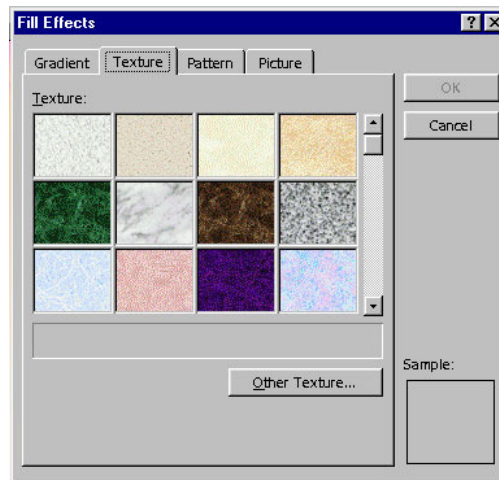 Fill Effects
Gradient Texture Pattern Picture
Texture:
OK
Cancel
Other Texture...
Sample: